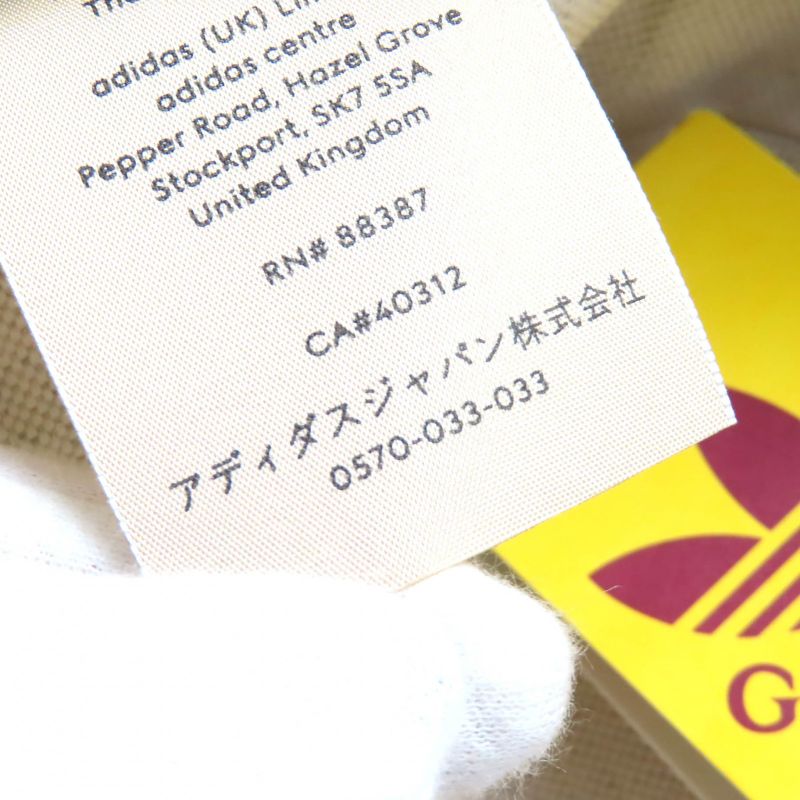 adidas (UK)
adidas centre
Pepper Road, Hazel Grove
Stockport, SK7 5SA
United Kingdom
RN# 88387
CA#40312
アディダスジャパン株式会社
0570-033-033
G